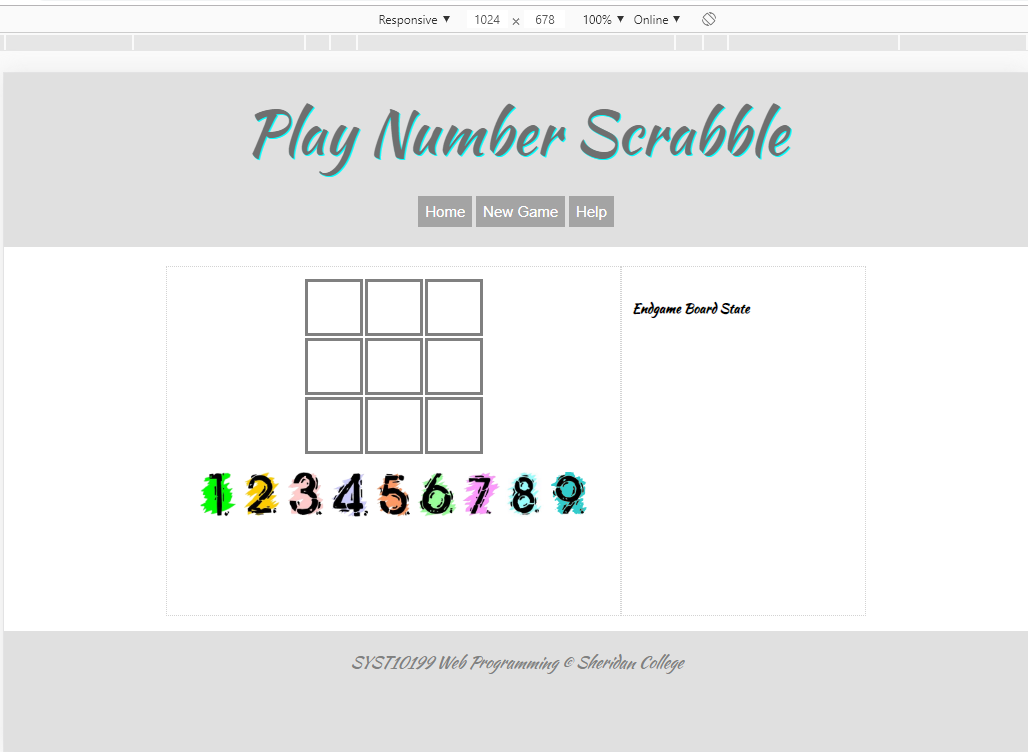 Responsive ▼ 1024 × 678 100% ▼ Online ▼
Play Number Scrabble
Home New Game Help
Endgame Board State
1 2 3 4 5 6 7 8 9
SYST10199 Web Programming © Sheridan College